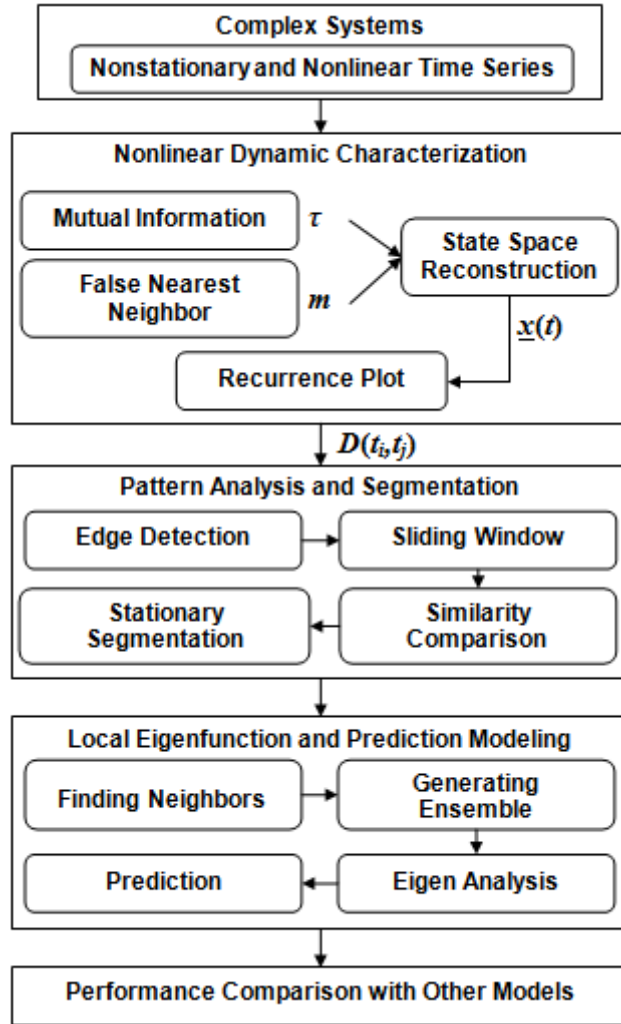 Complex Systems
Nonstationary and Nonlinear Time Series
Nonlinear Dynamic Characterization
Mutual Information
τ
False Nearest
Neighbor
m
State Space
Reconstruction
x(t)
Recurrence Plot
D(ti,tj)
Pattern Analysis and Segmentation
Edge Detection
Sliding Window
Stationary
Segmentation
Similarity
Comparison
Local Eigenfunction and Prediction Modeling
Finding Neighbors
Generating
Ensemble
Prediction
Eigen Analysis
Performance Comparison with Other Models